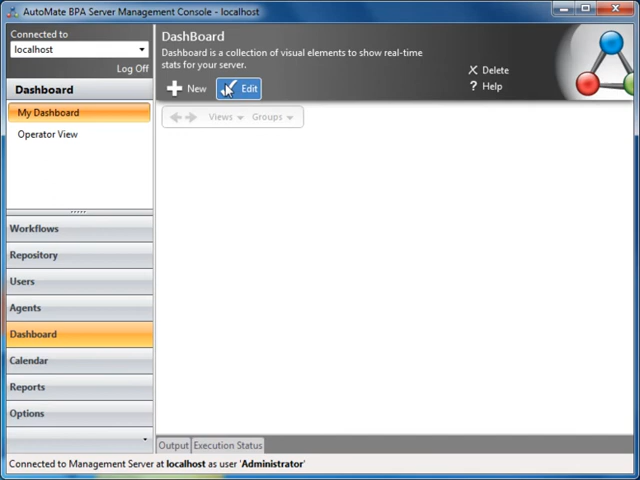 AutoMate BPA Server Management Console - localhost
Connected to
localhost
Log Off
Dashboard
My Dashboard
Operator View
Workflows
Repository
Users
Agents
Dashboard
Calendar
Reports
Options
DashBoard
Dashboard is a collection of visual elements to show real-time
stats for your server.
New
Edit
Delete
? Help
Views
Groups
Output
Execution Status
Connected to Management Server at localhost as user 'Administrator'